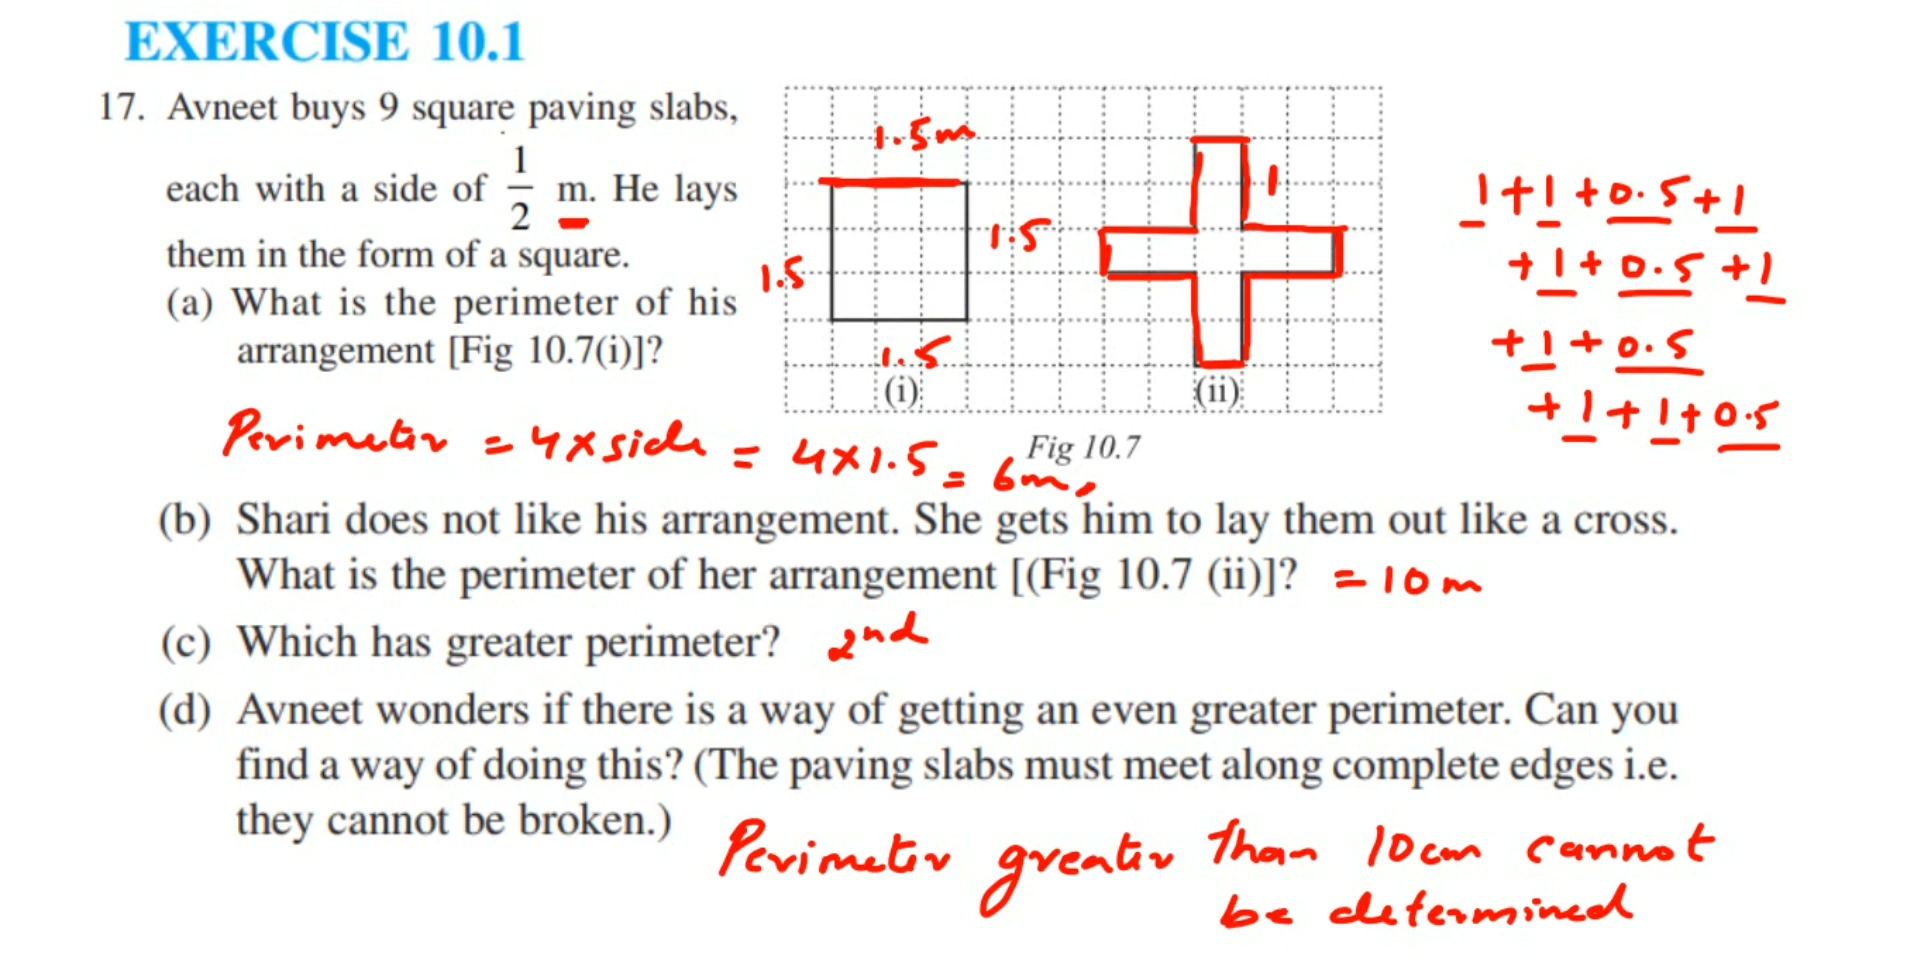 EXERCISE 10.1
17. Avneet buys 9 square paving slabs,
each with a side of 1/2 m. He lays
them in the form of a square.
(a) What is the perimeter of his
arrangement [Fig 10.7(i)]?
1.5m
1.5
1.5
1.5
(i)
1
(ii)
Fig 10.7
1+1+0.5+1
+1+0.5+1
+1+0.5
+1+1+0.5
Perimeter = 4×side = 4×1.5 = 6m,
(b) Shari does not like his arrangement. She gets him to lay them out like a cross.
What is the perimeter of her arrangement [(Fig 10.7 (ii)]? = 10m
(c) Which has greater perimeter? 2nd
(d) Avneet wonders if there is a way of getting an even greater perimeter. Can you
find a way of doing this? (The paving slabs must meet along complete edges i.e.
they cannot be broken.)
Perimeter greater than 10cm cannot
be determined